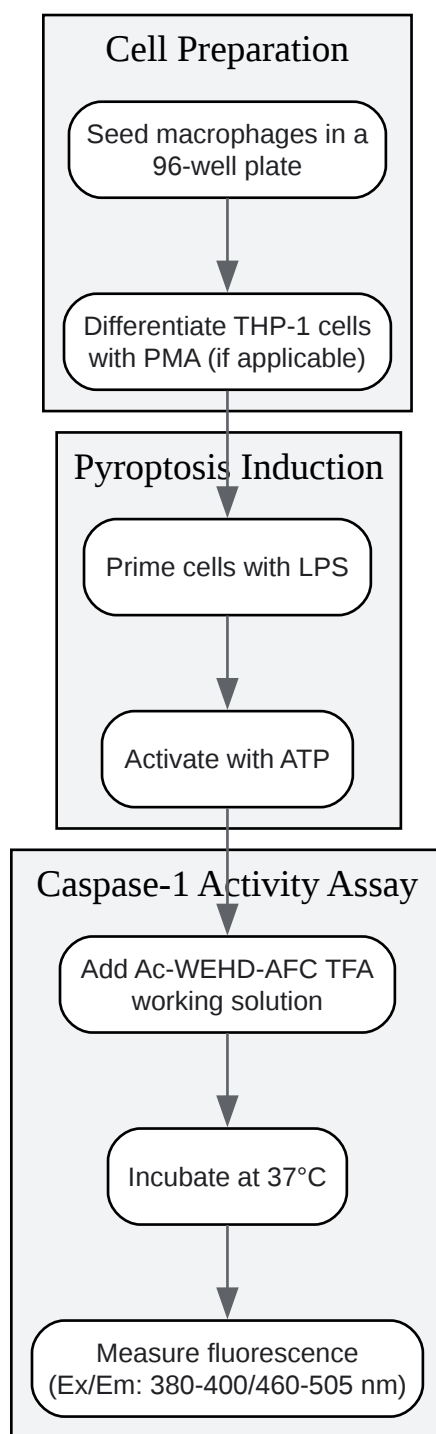 Cell Preparation
Seed macrophages in a
96-well plate
Differentiate THP-1 cells
with PMA (if applicable)
Pyroptosis Induction
Prime cells with LPS
Activate with ATP
Caspase-1 Activity Assay
Add Ac-WEHD-AFC TFA
working solution
Incubate at 37°C
Measure fluorescence
(Ex/Em: 380-400/460-505 nm)